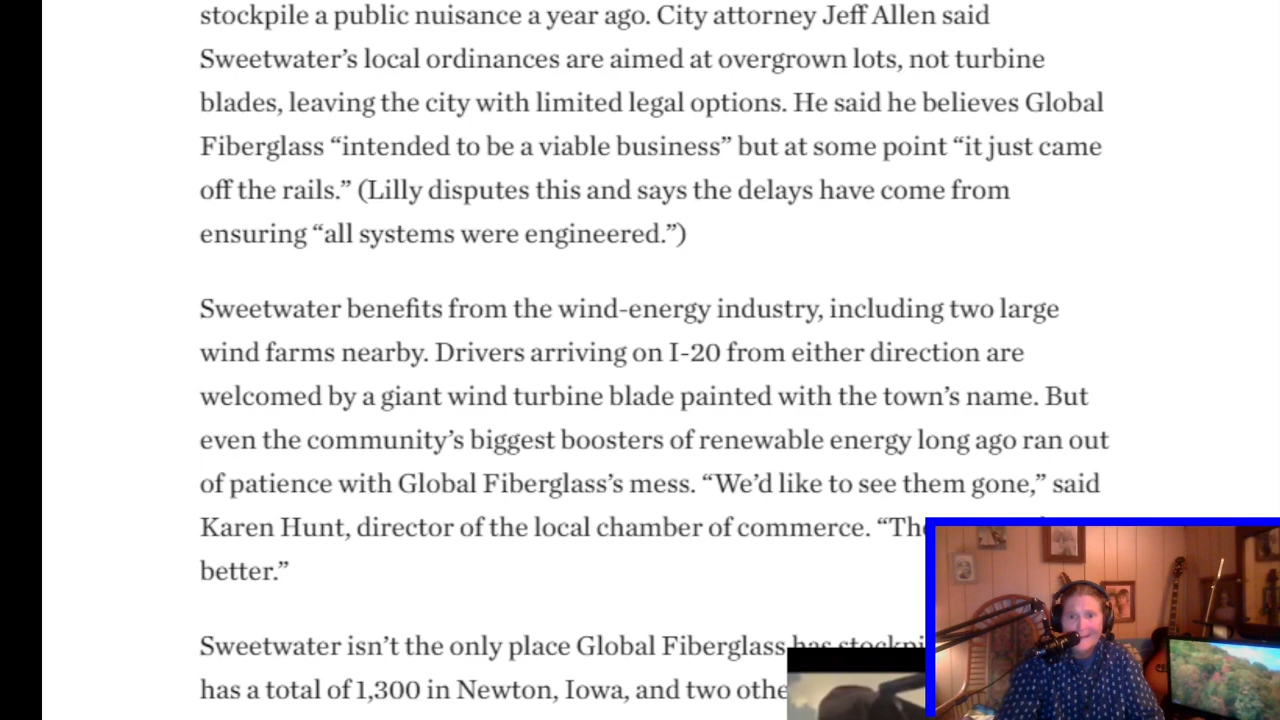 stockpile a public nuisance a year ago. City attorney Jeff Allen said
Sweetwater’s local ordinances are aimed at overgrown lots, not turbine
blades, leaving the city with limited legal options. He said he believes Global
Fiberglass “intended to be a viable business” but at some point “it just came
off the rails.” (Lilly disputes this and says the delays have come from
ensuring “all systems were engineered.”)
Sweetwater benefits from the wind-energy industry, including two large
wind farms nearby. Drivers arriving on I-20 from either direction are
welcomed by a giant wind turbine blade painted with the town’s name. But
even the community’s biggest boosters of renewable energy long ago ran out
of patience with Global Fiberglass’s mess. “We’d like to see them gone,” said
Karen Hunt, director of the local chamber of commerce. “The
better.”
Sweetwater isn’t the only place Global Fiberglass has
has a total of 1,300 in Newton, Iowa, and two